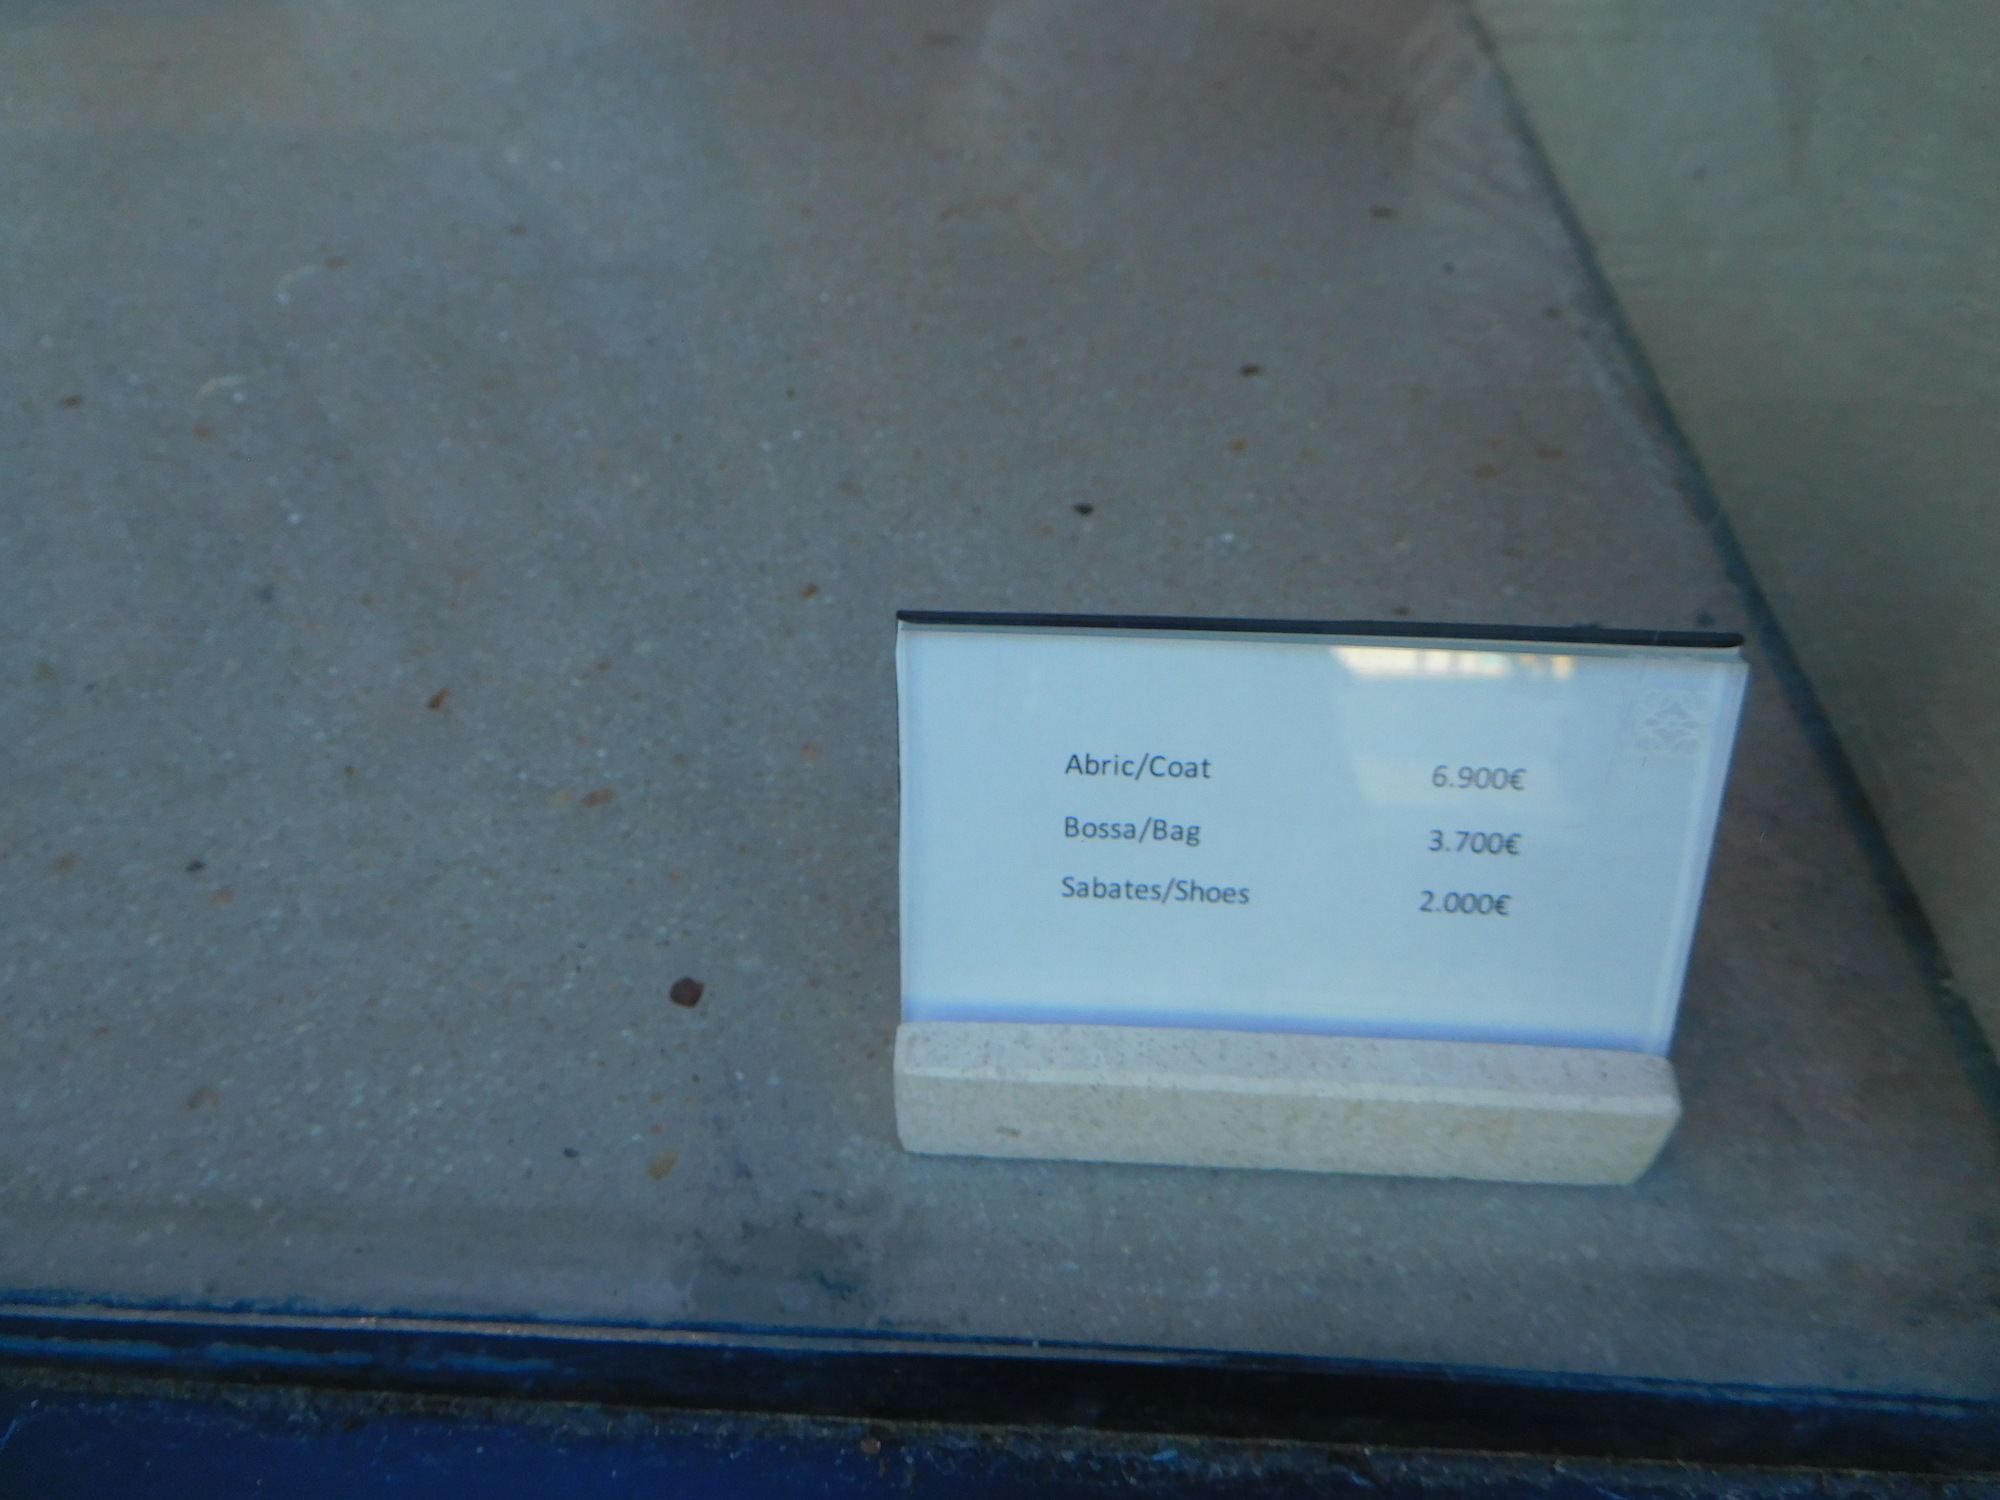 Abric/Coat 6.900€
Bossa/Bag 3.700€
Sabates/Shoes 2.000€